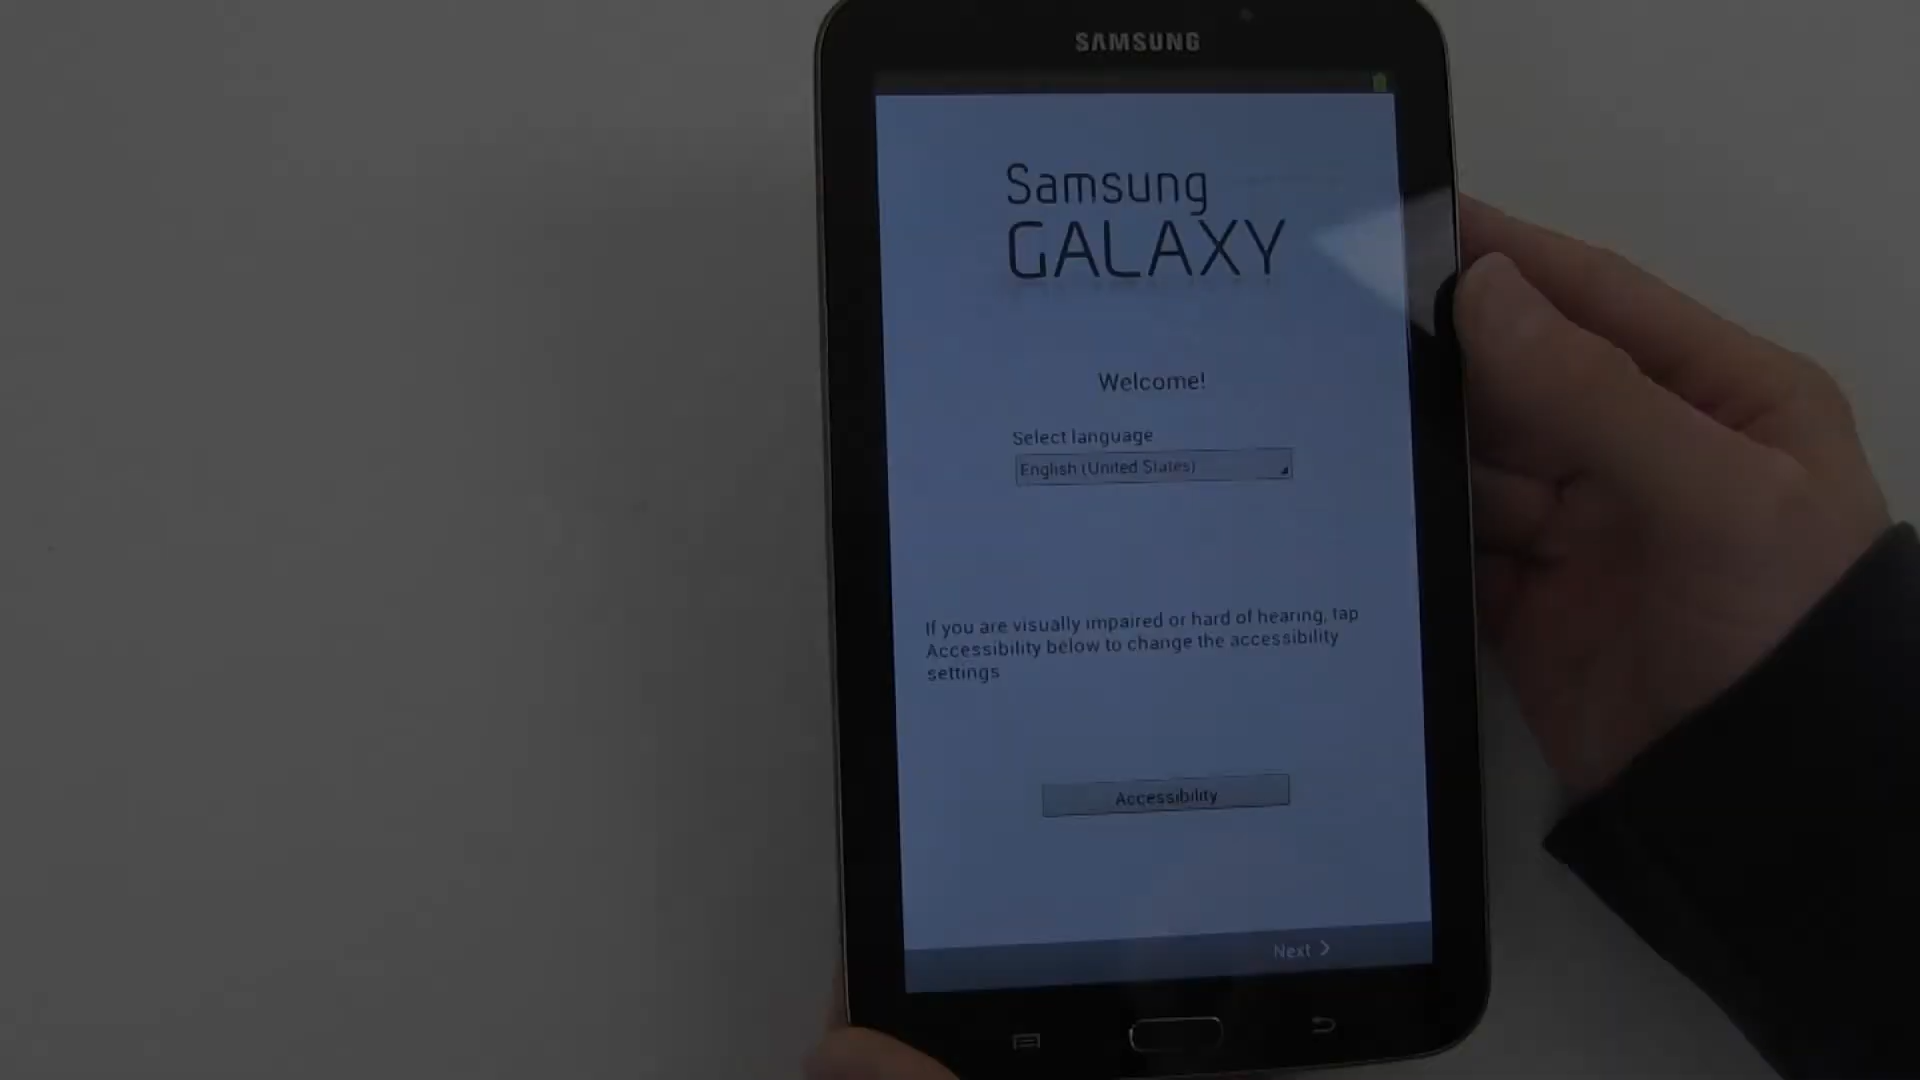 SAMSUNG
Samsung
GALAXY
Welcome!
Select language
English (United States)
If you are visually impaired or hard of hearing, tap
Accessibility below to change the accessibility
settings
Accessibility
Next